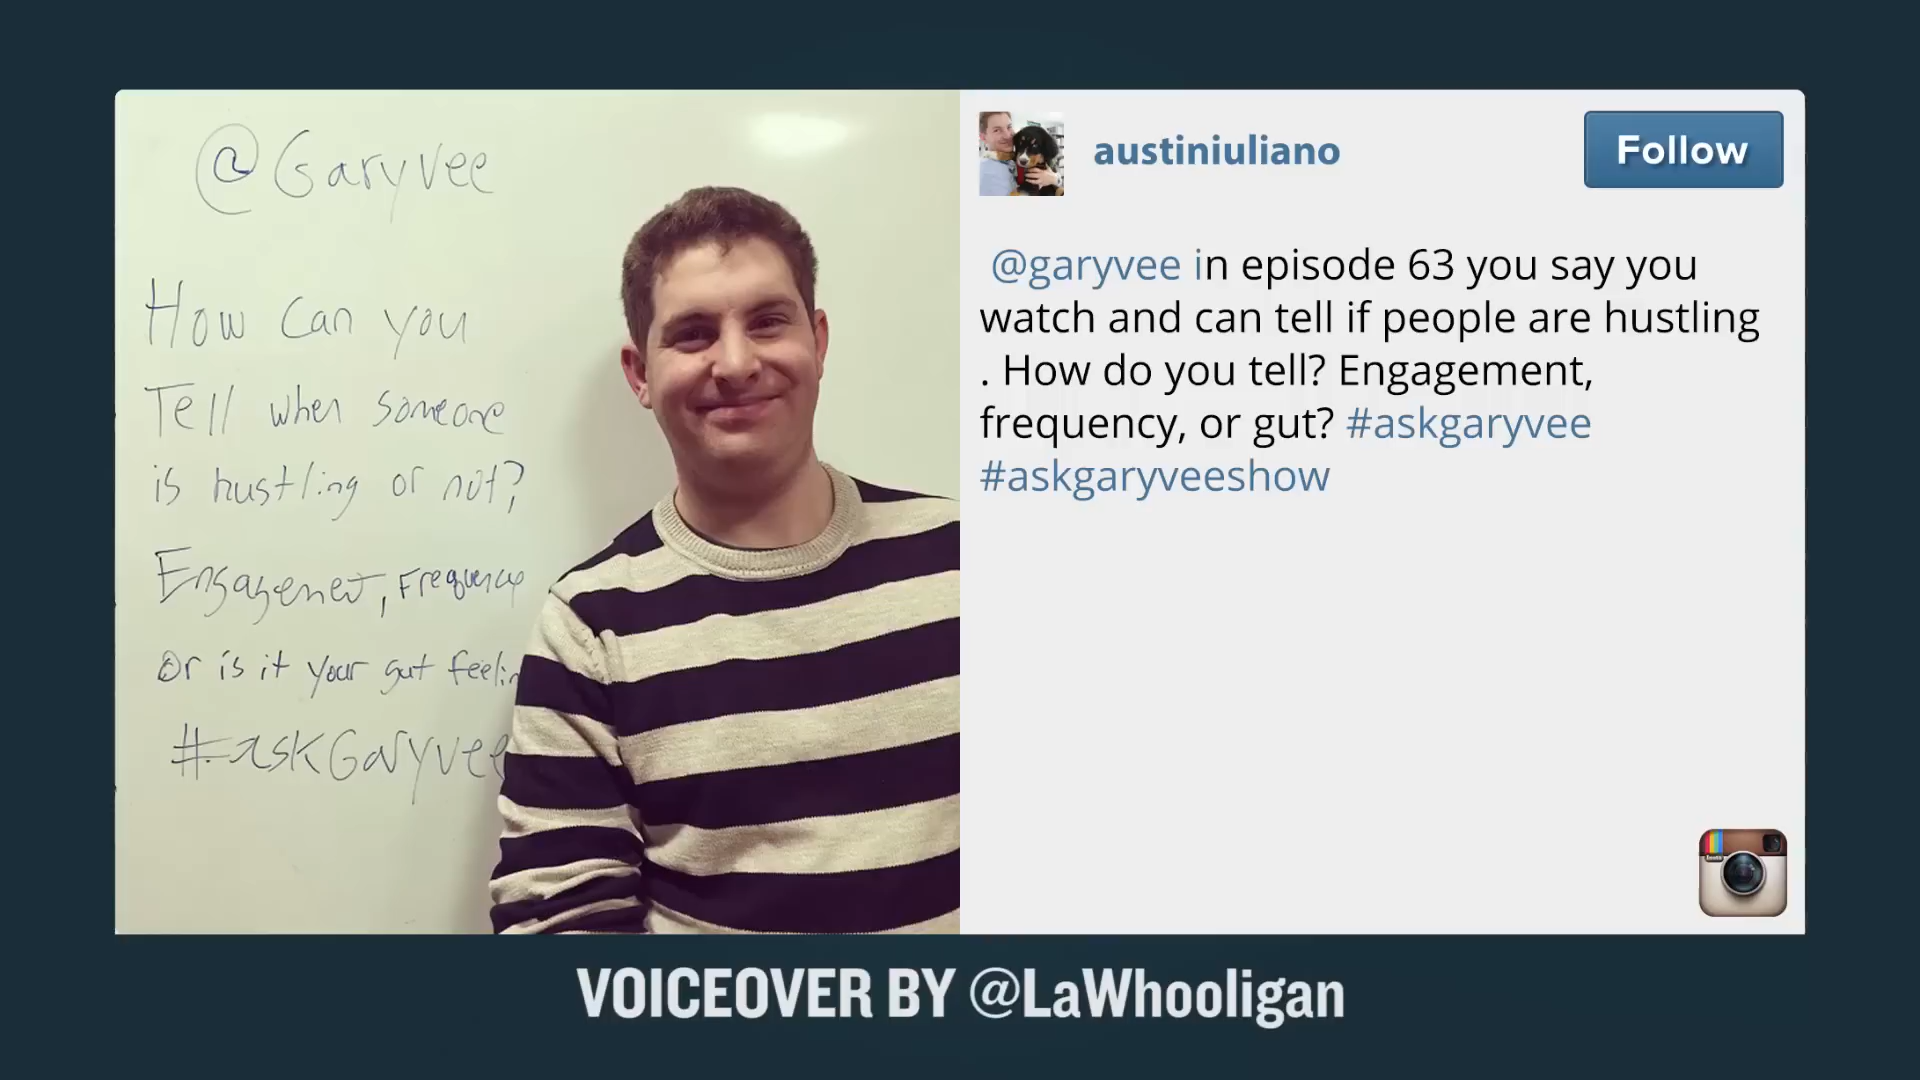 @Garyvee
How can you
Tell when someone
is hustling or not?
Engagement, Frequency
Or is it your gut feelin
#askGaryvee
austiniuliano
Follow
@garyvee in episode 63 you say you
watch and can tell if people are hustling
. How do you tell? Engagement,
frequency, or gut? #askgaryvee
#askgaryveeshow
VOICEOVER BY @LaWhooligan